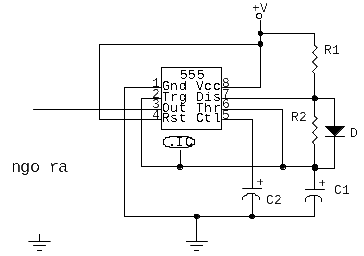 +V
R1
555
1 Gnd Vcc 8
2 Trg Dis 7
3 Out Thr 6
4 Rst Ctl 5
R2
D
.IC
ngo ra
+
+
C1
C2